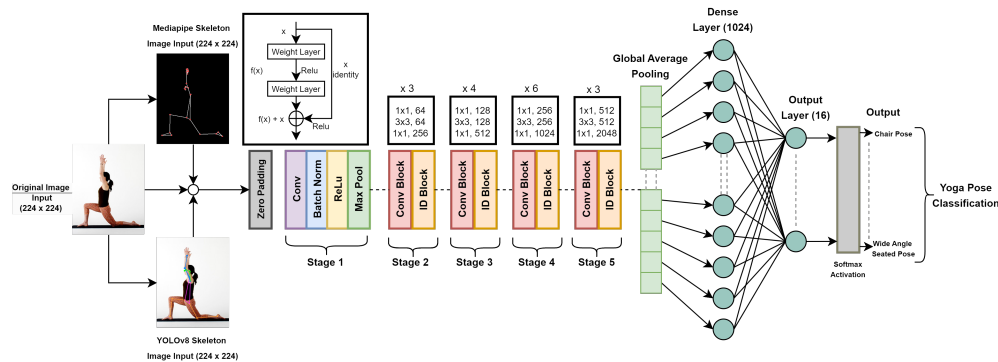 Mediapipe Skeleton
Image Input (224 x 224)
Original Image
Input
(224 x 224)
YOLOv8 Skeleton
Image Input (224 x 224)
x
Weight Layer
f(x)
Relu
x
identity
Weight Layer
f(x) + x
Relu
Zero Padding
Conv
Batch Norm
ReLu
Max Pool
Stage 1
x 3
1x1, 64
3x3, 64
1x1, 256
Conv Block
ID Block
Stage 2
x 4
1x1, 128
3x3, 128
1x1, 512
Conv Block
ID Block
Stage 3
x 6
1x1, 256
3x3, 256
1x1, 1024
Conv Block
ID Block
Stage 4
x 3
1x1, 512
3x3, 512
1x1, 2048
Conv Block
ID Block
Stage 5
Global Average
Pooling
Dense
Layer (1024)
Output
Layer (16)
Softmax
Activation
Output
Chair Pose
Wide Angle
Seated Pose
Yoga Pose
Classification